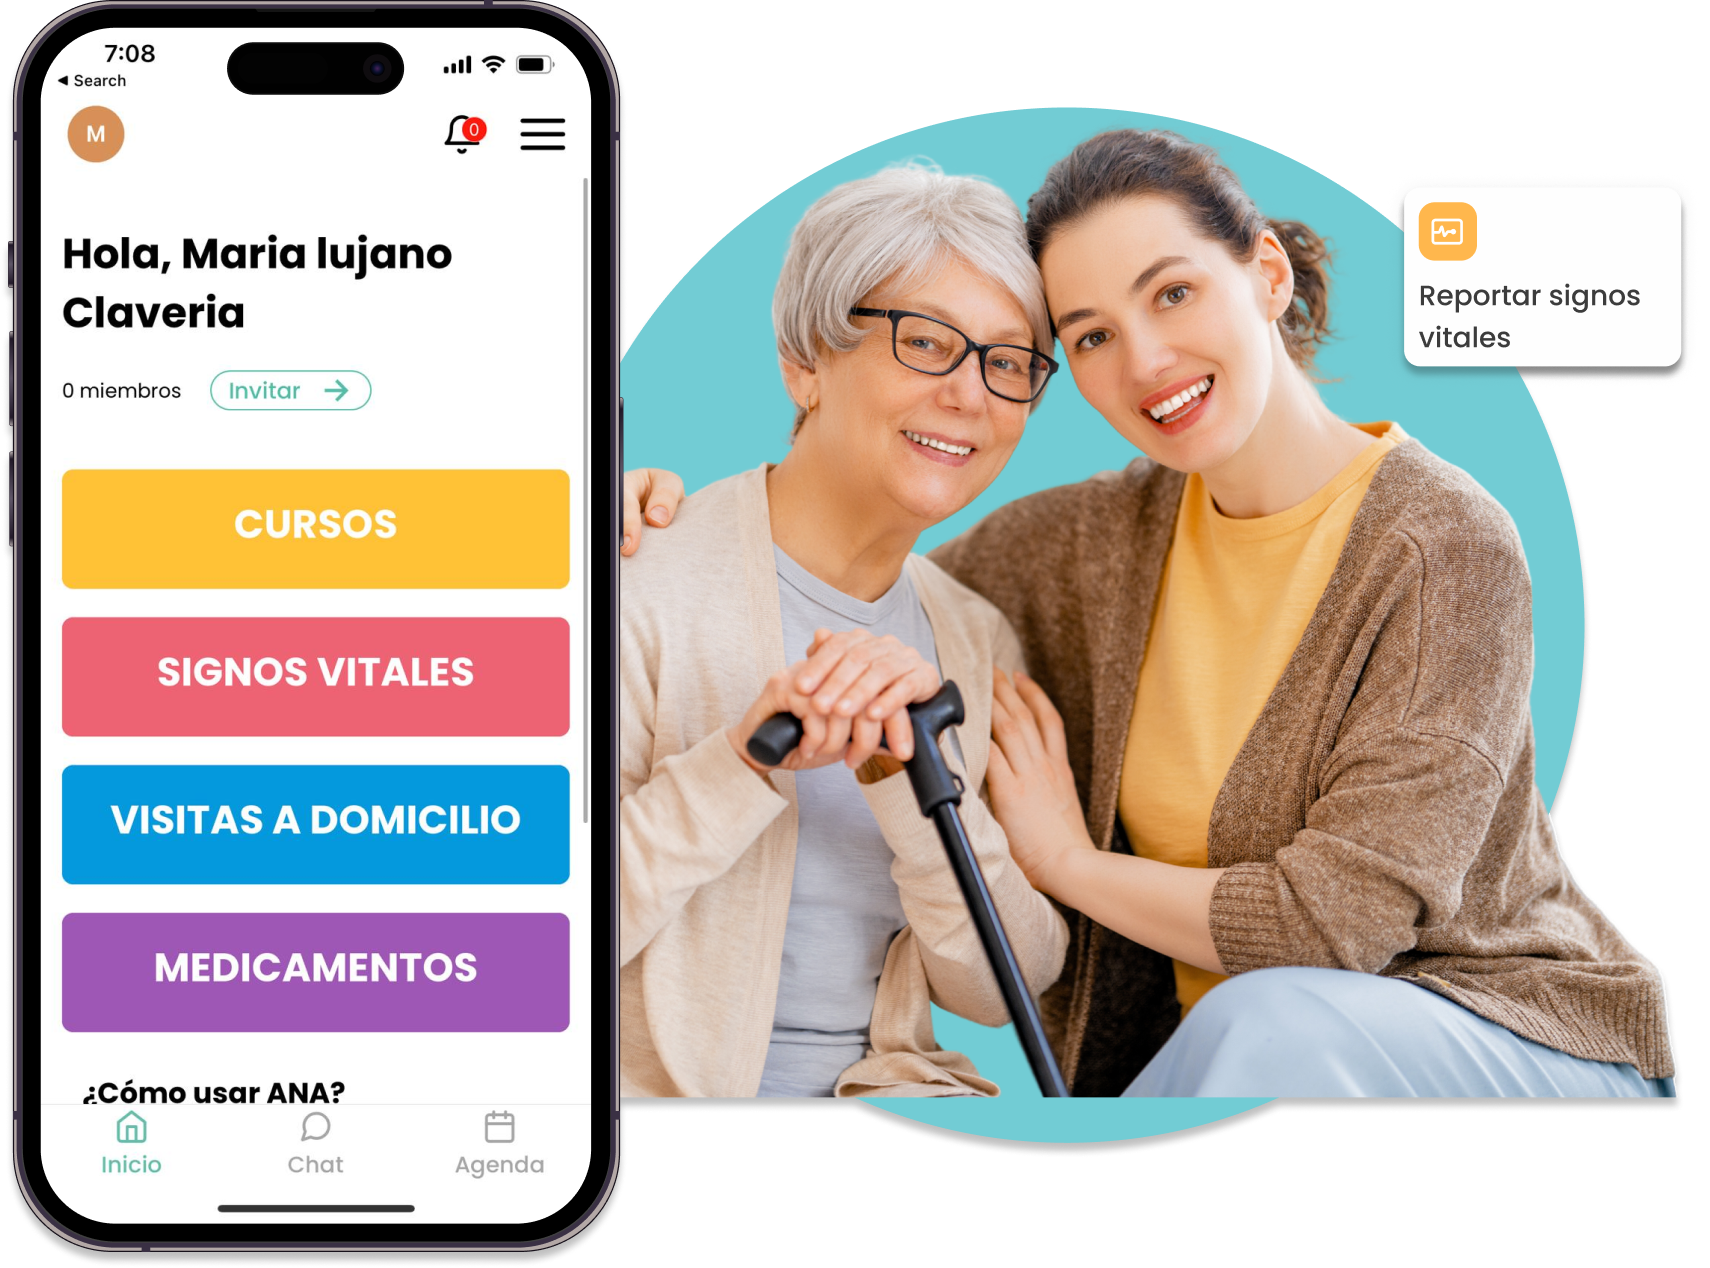 7:08
◄ Search
M
0
Hola, Maria lujano
Claveria
0 miembros
Invitar →
CURSOS
SIGNOS VITALES
VISITAS A DOMICILIO
MEDICAMENTOS
¿Cómo usar ANA?
Inicio
Chat
Agenda
Reportar signos
vitales